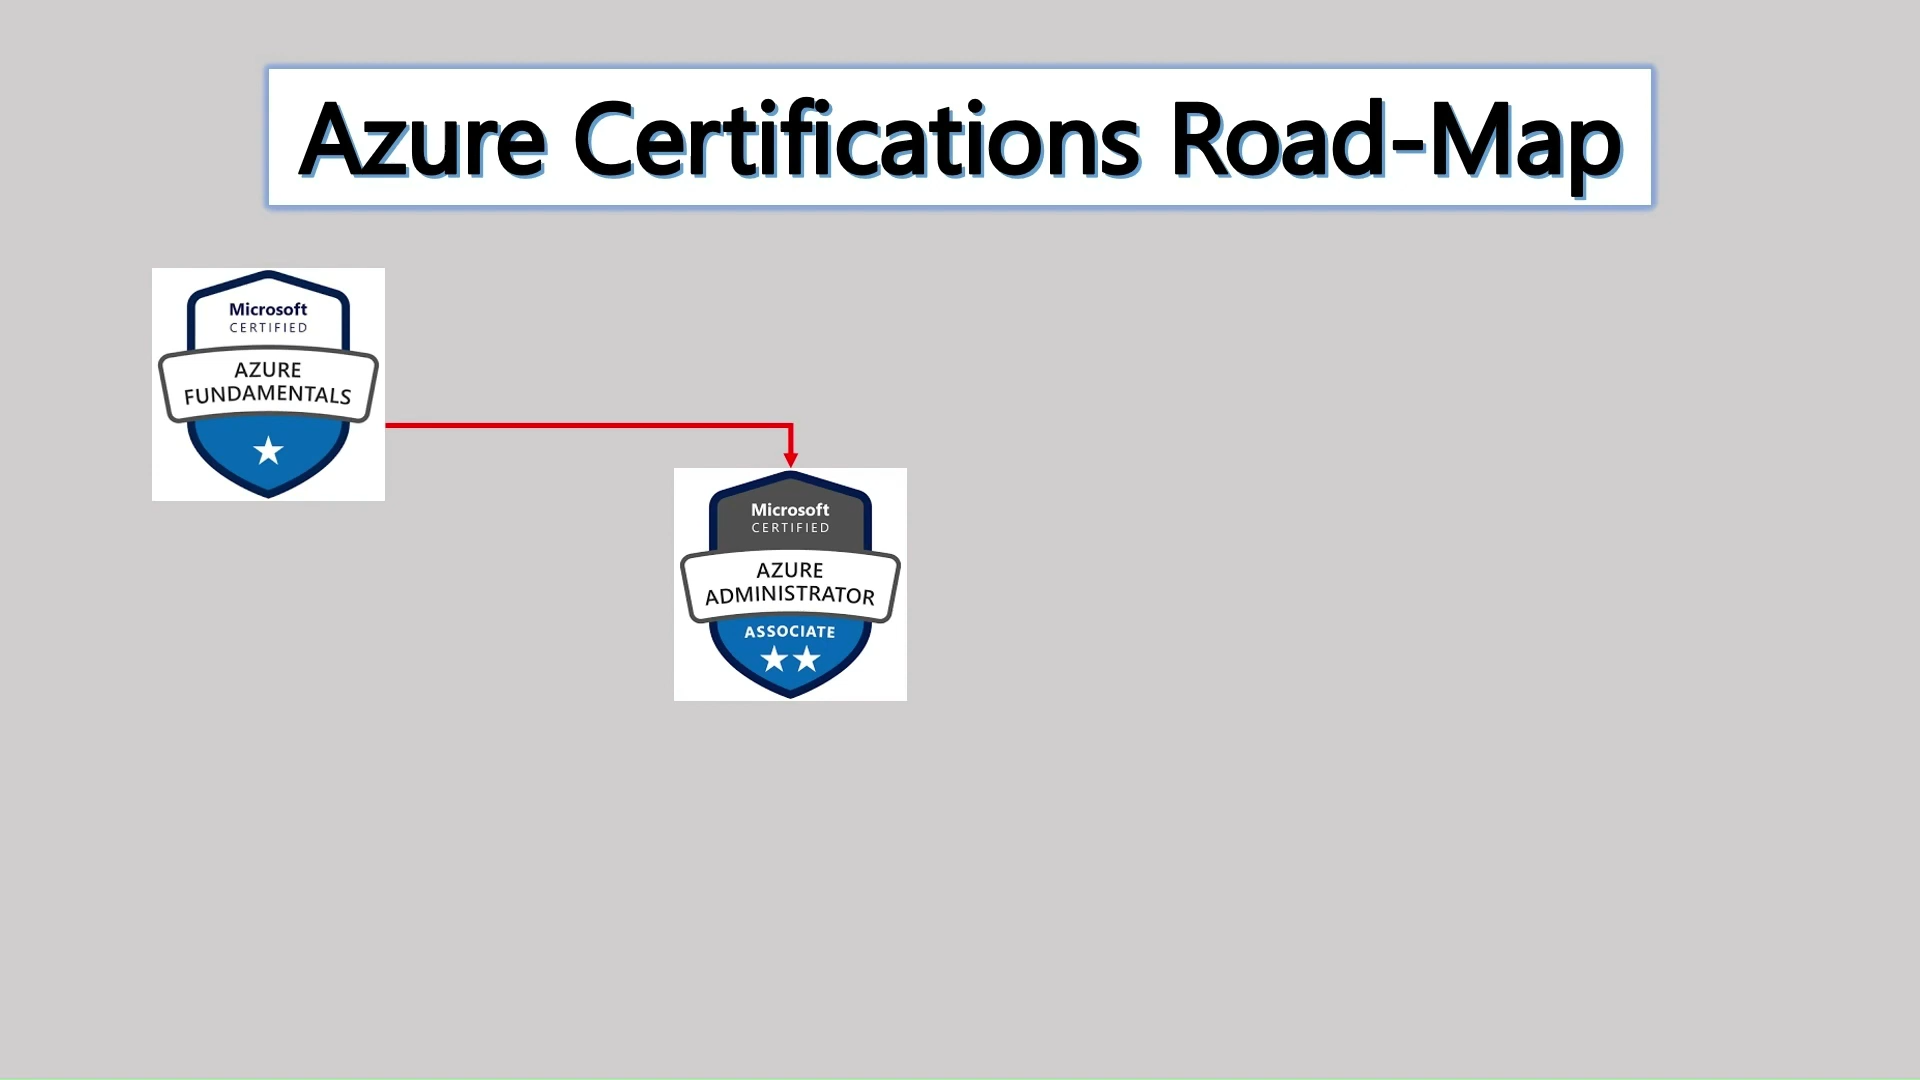 Azure Certifications Road-Map
Microsoft
CERTIFIED
AZURE
FUNDAMENTALS
Microsoft
CERTIFIED
AZURE
ADMINISTRATOR
ASSOCIATE